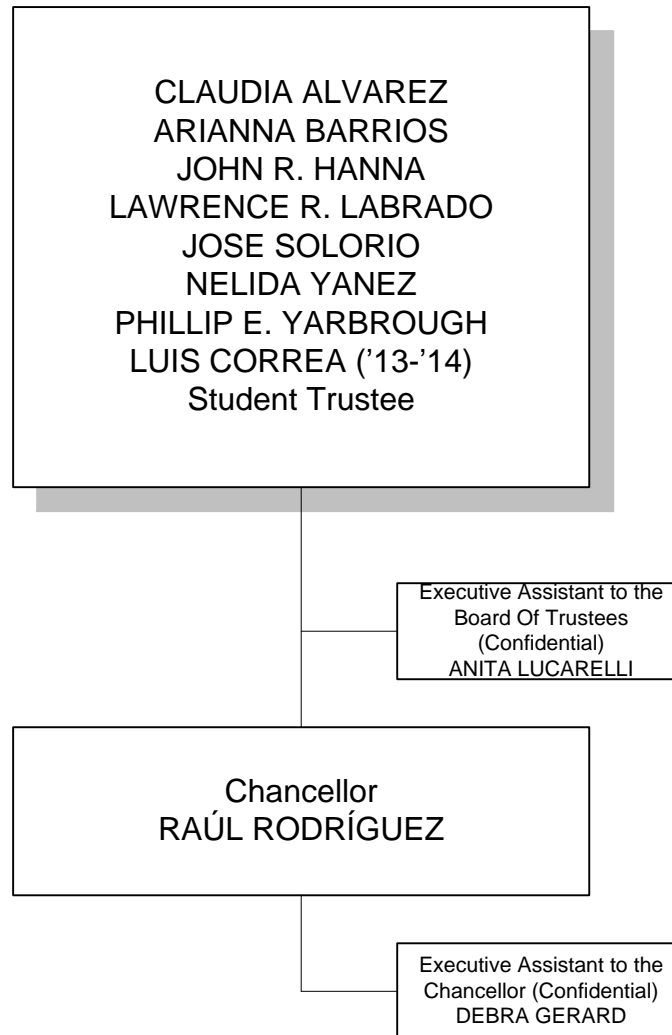 CLAUDIA ALVAREZ
ARIANNA BARRIOS
JOHN R. HANNA
LAWRENCE R. LABRADO
JOSE SOLORIO
NELIDA YANEZ
PHILLIP E. YARBROUGH
LUIS CORREA ('13-'14)
Student Trustee
Executive Assistant to the
Board Of Trustees
(Confidential)
ANITA LUCARELLI
Chancellor
RAÚL RODRÍGUEZ
Executive Assistant to the
Chancellor (Confidential)
DEBRA GERARD